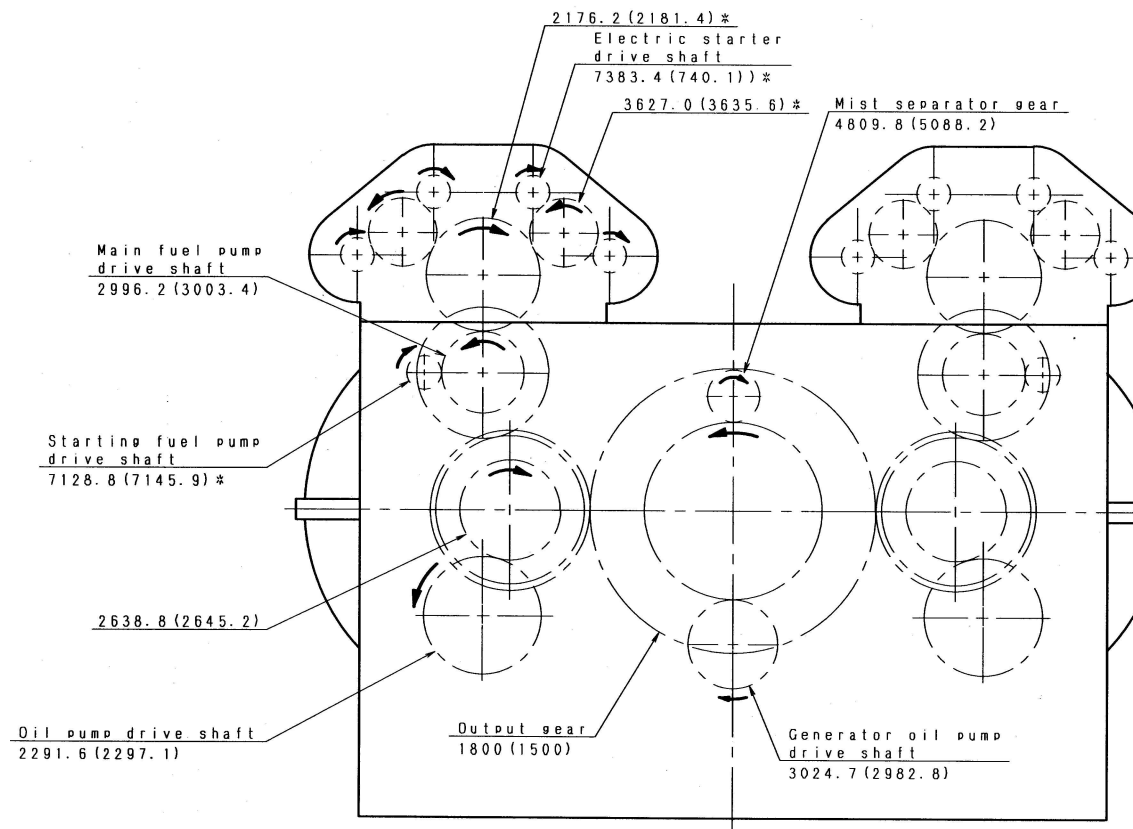 2176.2(2181.4)*
Electric starter
drive shaft
7383.4(740.1))*
3627.0(3635.6)*
Mist separator gear
4809.8(5088.2)
Main fuel pump
drive shaft
2996.2(3003.4)
Starting fuel pump
drive shaft
7128.8(7145.9)*
2638.8(2645.2)
Oil pump drive shaft
2291.6(2297.1)
Output gear
1800(1500)
Generator oil pump
drive shaft
3024.7(2982.8)